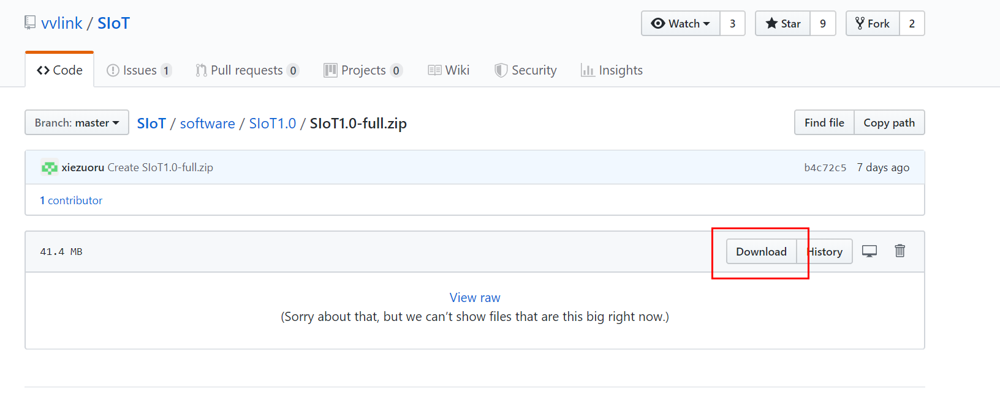 vvlink / SIoT
Watch 3 Star 9 Fork 2
Code Issues 1 Pull requests 0 Projects 0 Wiki Security Insights
Branch: master SIoT / software / SIoT1.0 / SIoT1.0-full.zip Find file Copy path
xiezuoru Create SIoT1.0-full.zip b4c72c5 7 days ago
1 contributor
41.4 MB Download History
View raw
(Sorry about that, but we can’t show files that are this big right now.)